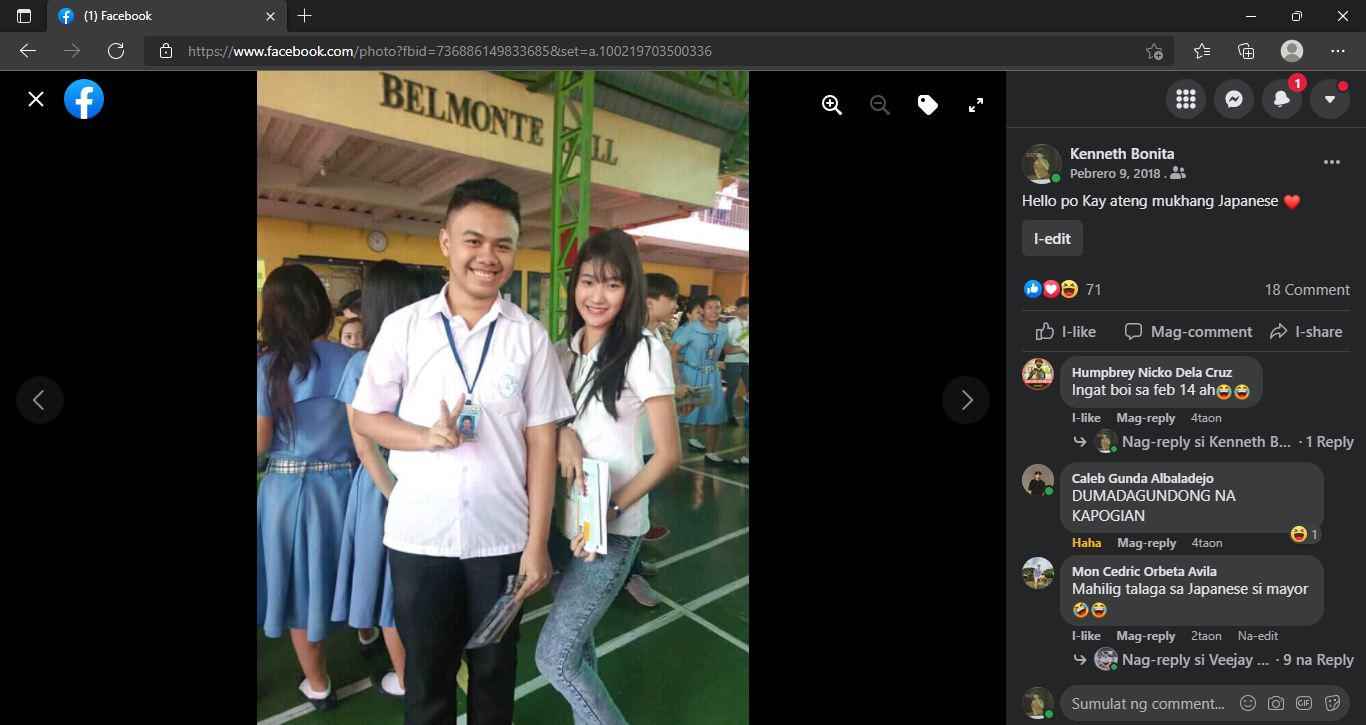 (1) Facebook
https://www.facebook.com/photo?fbid=736886149833685&set=a.100219703500336
BELMONTE
1
Kenneth Bonita
Pebrero 9, 2018 .
Hello po Kay ateng mukhang Japanese ❤️
I-edit
71
18 Comment
I-like
Mag-comment
I-share
Humpbrey Nicko Dela Cruz
Ingat boi sa feb 14 ah😂😂
I-like Mag-reply 4taon
Nag-reply si Kenneth B... · 1 Reply
Caleb Gunda Albaladejo
DUMADAGUNDONG NA
KAPOGIAN
1
Haha Mag-reply 4taon
Mon Cedric Orbeta Avila
Mahilig talaga sa Japanese si mayor
🤣😂
I-like Mag-reply 2taon Na-edit
Nag-reply si Veejay ... · 9 na Reply
Sumulat ng comment...
GIF